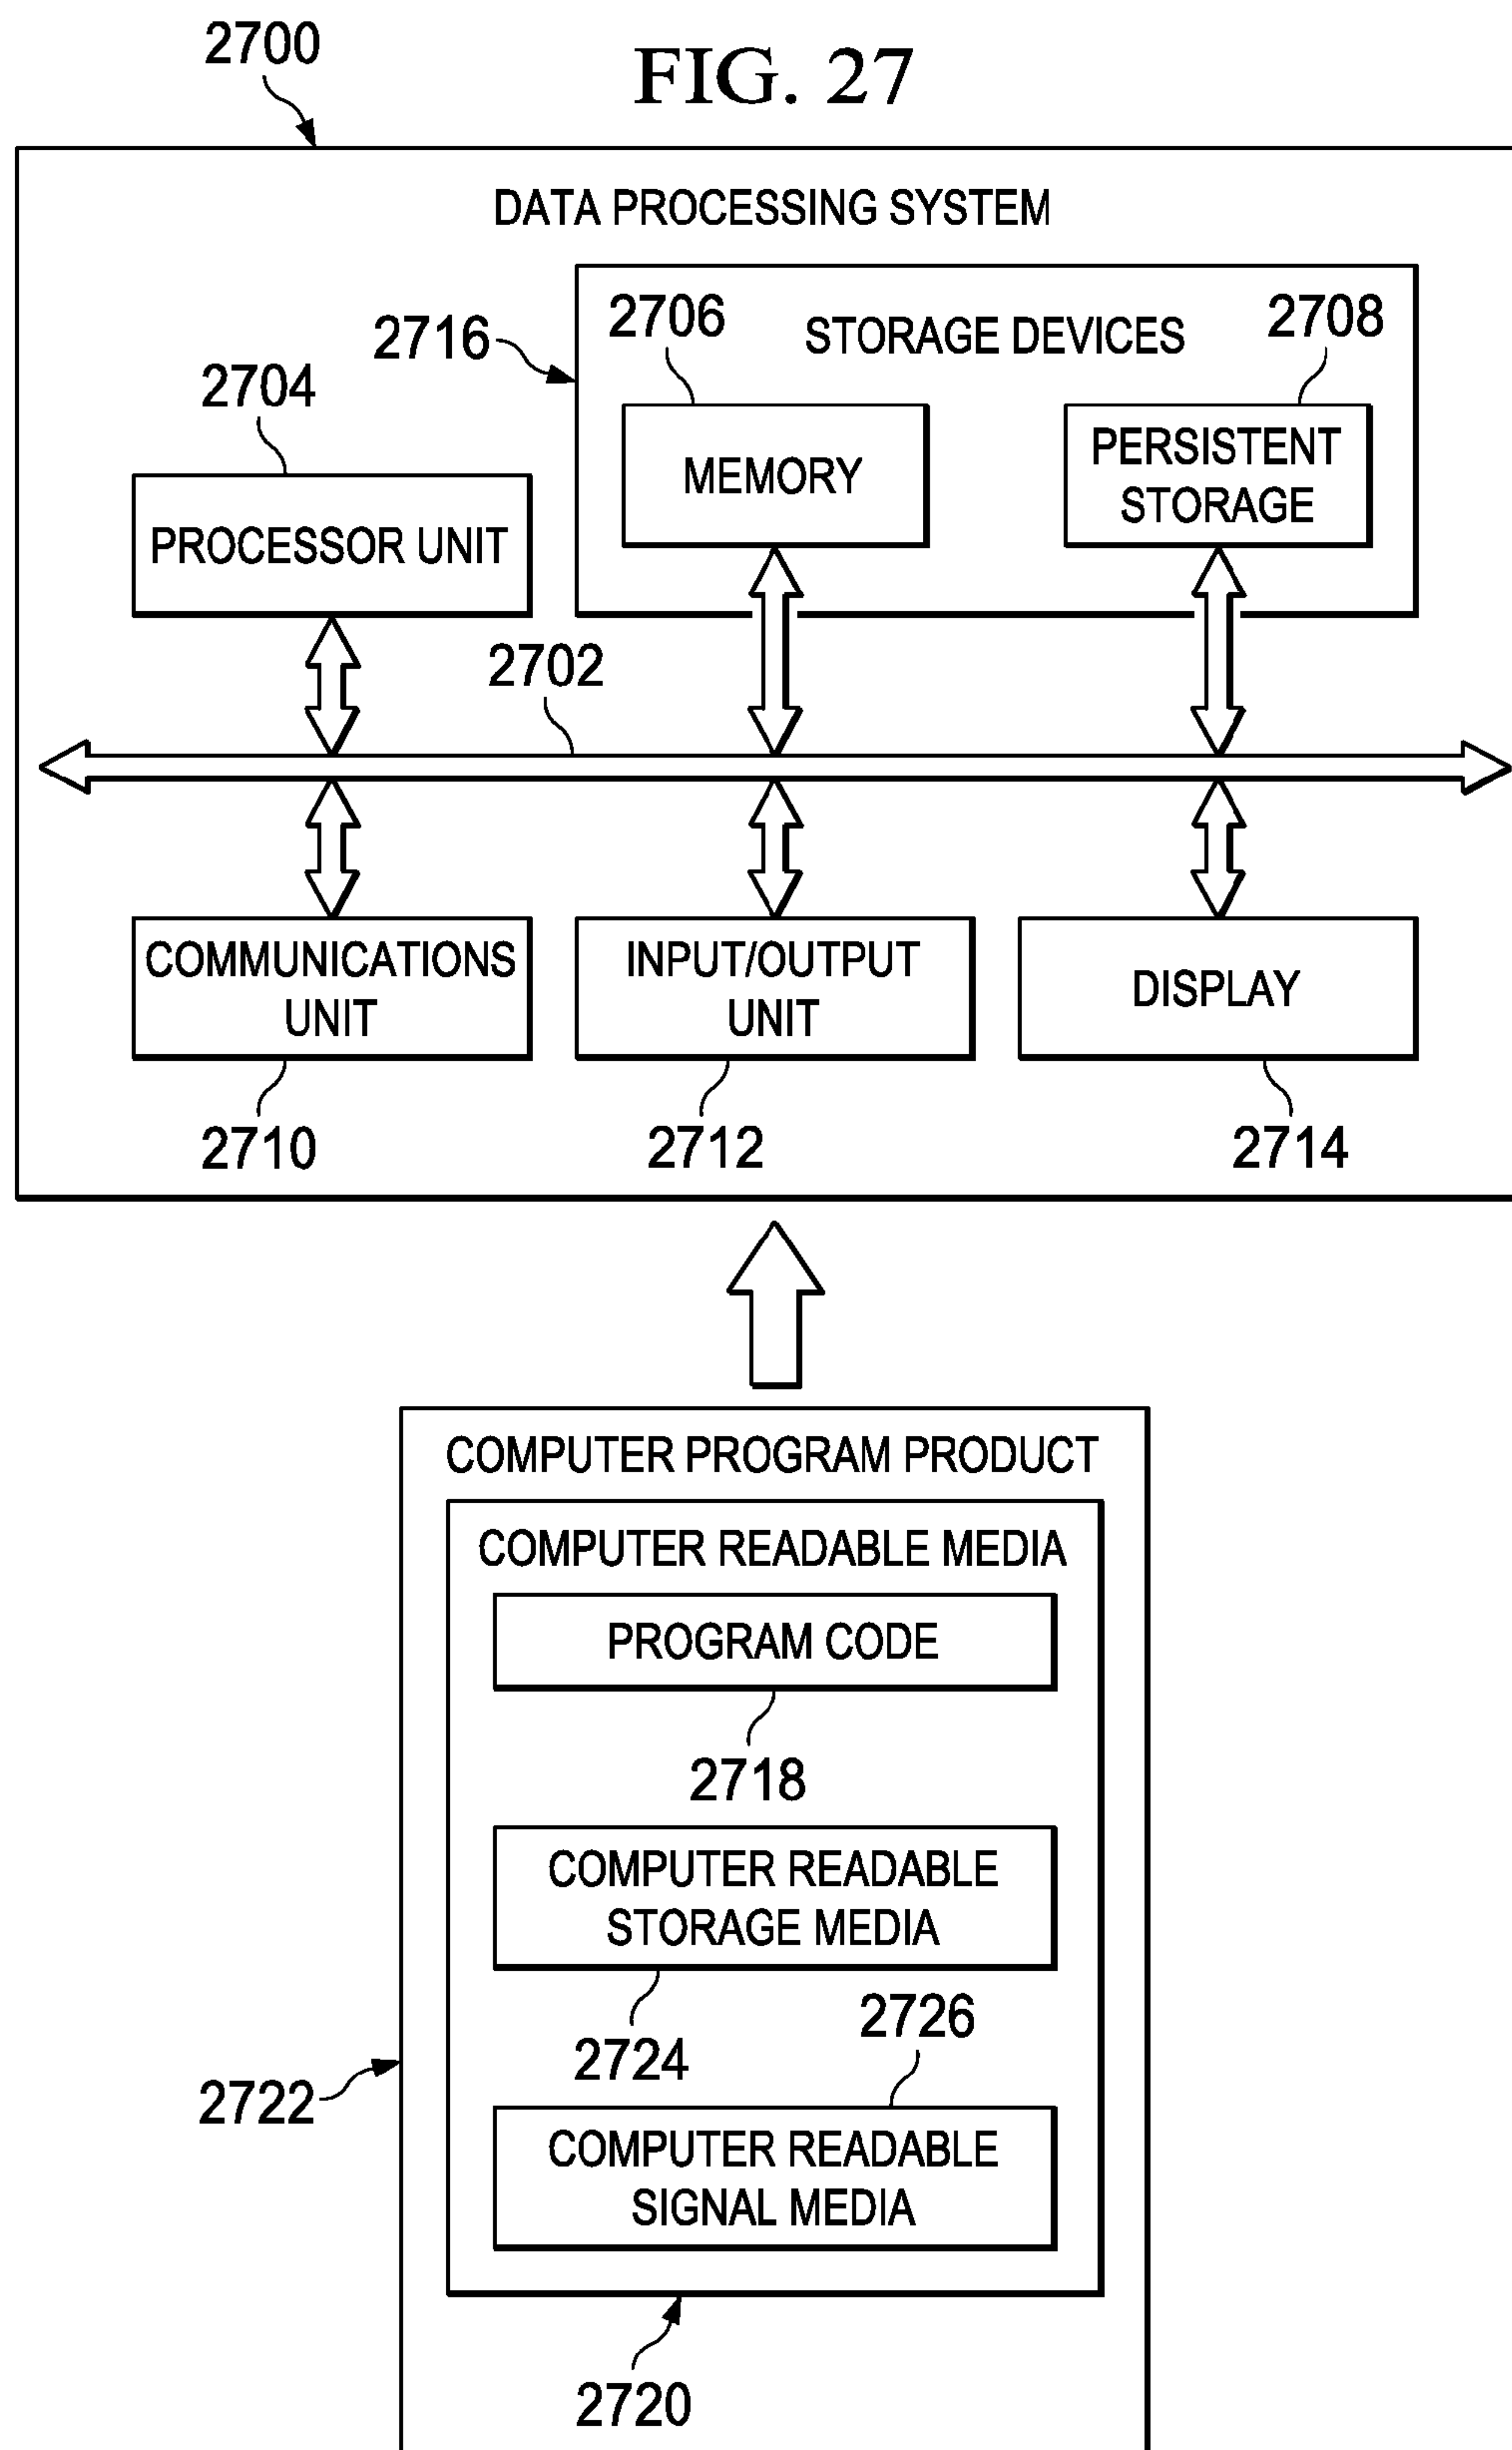 2700
FIG. 27
DATA PROCESSING SYSTEM
2716
2706
STORAGE DEVICES
2708
2704
MEMORY
PERSISTENT
STORAGE
PROCESSOR UNIT
2702
COMMUNICATIONS
UNIT
INPUT/OUTPUT
UNIT
DISPLAY
2710
2712
2714
COMPUTER PROGRAM PRODUCT
COMPUTER READABLE MEDIA
PROGRAM CODE
2718
COMPUTER READABLE
STORAGE MEDIA
2724
2726
2722
COMPUTER READABLE
SIGNAL MEDIA
2720